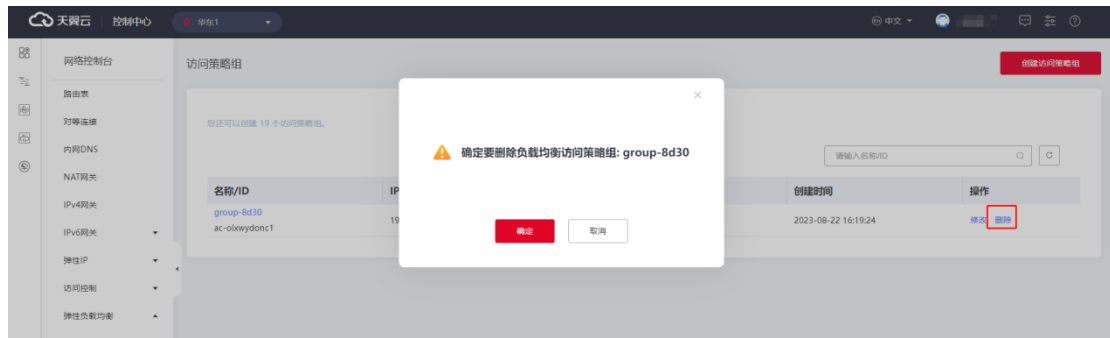 天翼云 控制中心 华东1 中文
网络控制台
路由表
对等连接
内网DNS
NAT网关
IPv4网关
IPv6网关
弹性IP
访问控制
弹性负载均衡
访问策略组 创建访问策略组
您还可以创建 19 个访问策略组。
请输入名称/ID
名称/ID IP 创建时间 操作
group-8d30
ac-olxwydonc1
19 2023-08-22 16:19:24 修改 删除
确定要删除负载均衡访问策略组: group-8d30
确定 取消